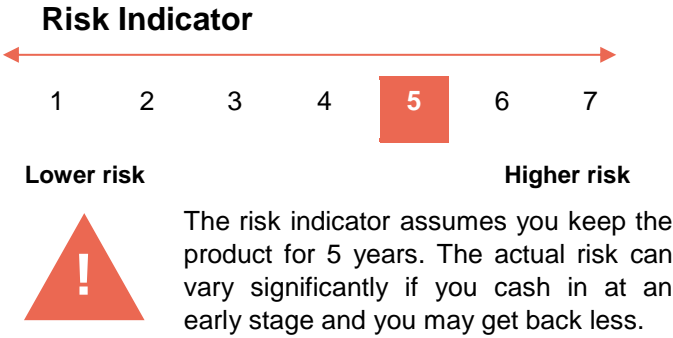 Risk Indicator
1 2 3 4 5 6 7
Lower risk Higher risk
!
The risk indicator assumes you keep the
product for 5 years. The actual risk can
vary significantly if you cash in at an
early stage and you may get back less.